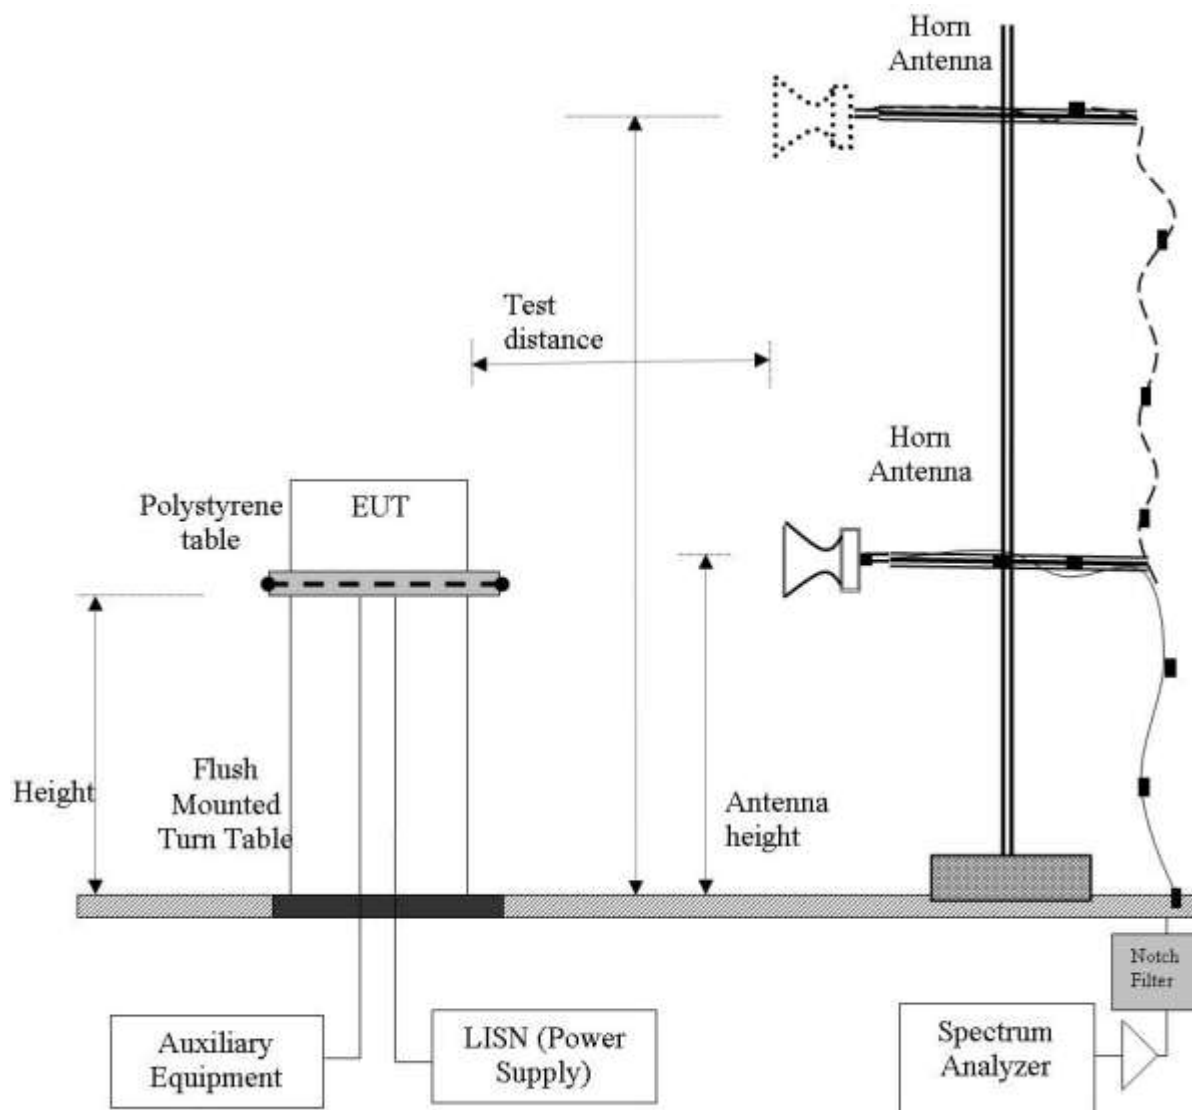 Horn
Antenna
Test
distance
Horn
Antenna
Polystyrene
table
EUT
Height
Flush
Mounted
Turn Table
Antenna
height
Notch
Filter
Auxiliary
Equipment
LISN (Power
Supply)
Spectrum
Analyzer